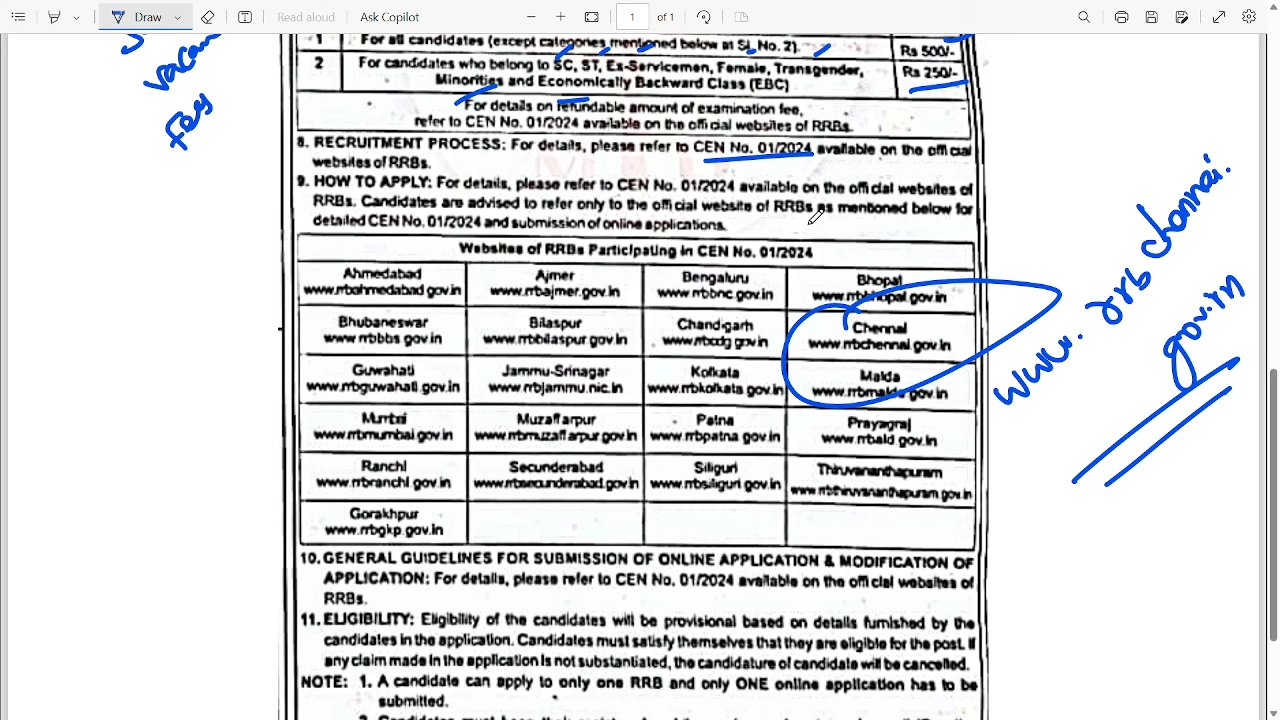 Draw
Read aloud
Ask Copilot
1
of 1
vacan
Fees
1 For all candidates (except categories mentioned below at Sl. No. 2). Rs 500/-
2 For candidates who belong to SC, ST, Ex-Servicemen, Female, Transgender, Rs 250/-
Minorities and Economically Backward Class (EBC)
For details on refundable amount of examination fee,
refer to CEN No. 01/2024 available on the official websites of RRBs.
8. RECRUITMENT PROCESS: For details, please refer to CEN No. 01/2024 available on the official
websites of RRBs.
9. HOW TO APPLY: For details, please refer to CEN No. 01/2024 available on the official websites of
RRBs. Candidates are advised to refer only to the official website of RRBs as mentioned below for
detailed CEN No. 01/2024 and submission of online applications.
Websites of RRBs Participating in CEN No. 01/2024
Ahmedabad Ajmer Bengaluru Bhopal
www.rrbahmedabad.gov.in www.rrbajmer.gov.in www.rrbbnc.gov.in www.rrbbhopal.gov.in
Bhubaneswar Bilaspur Chandigarh Chennai
www.rrbbbs.gov.in www.rrbbilaspur.gov.in www.rrbcdg.gov.in www.rrbchennai.gov.in
Guwahati Jammu-Srinagar Kolkata Malda
www.rrbguwahati.gov.in www.rrbjammu.nic.in www.rrbkolkata.gov.in www.rrbmalda.gov.in
Mumbai Muzaffarpur Patna Prayagraj
www.rrbmumbai.gov.in www.rrbmuzaffarpur.gov.in www.rrbpatna.gov.in www.rrbald.gov.in
Ranchi Secunderabad Siliguri Thiruvananthapuram
www.rrbranchi.gov.in www.rrbsecunderabad.gov.in www.rrbsiliguri.gov.in www.rrbthiruvananthapuram.gov.in
Gorakhpur
www.rrbgkp.gov.in
www. rrb chennai.
gov.in
10. GENERAL GUIDELINES FOR SUBMISSION OF ONLINE APPLICATION & MODIFICATION OF
APPLICATION: For details, please refer to CEN No. 01/2024 available on the official websites of
RRBs.
11. ELIGIBILITY: Eligibility of the candidates will be provisional based on details furnished by the
candidates in the application. Candidates must satisfy themselves that they are eligible for the post. If
any claim made in the application is not substantiated, the candidature of candidate will be cancelled.
NOTE: 1. A candidate can apply to only one RRB and only ONE online application has to be
submitted.